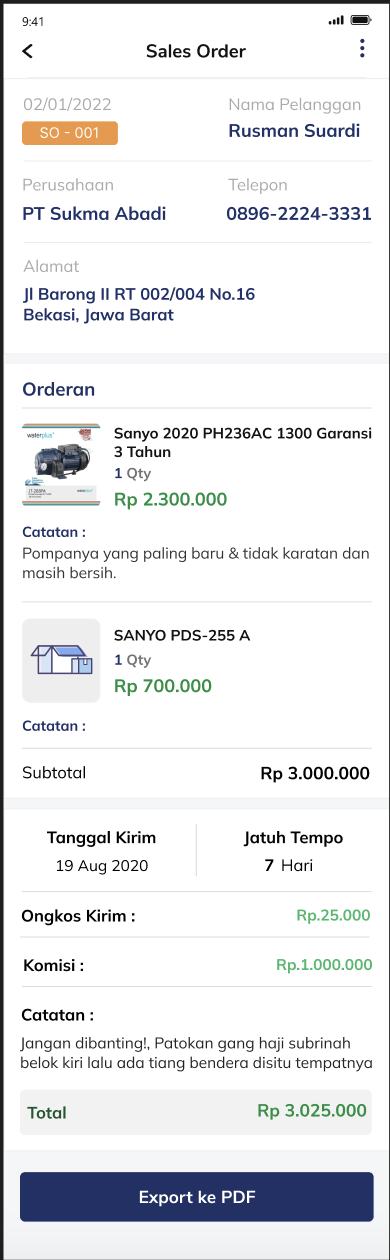 9:41
Sales Order
02/01/2022
Nama Pelanggan
SO - 001
Rusman Suardi
Perusahaan
Telepon
PT Sukma Abadi
0896-2224-3331
Alamat
Jl Barong II RT 002/004 No.16
Bekasi, Jawa Barat
Orderan
waterplus+
Sanyo 2020 PH236AC 1300 Garansi
3 Tahun
1 Qty
Rp 2.300.000
Catatan :
Pompanya yang paling baru & tidak karatan dan
masih bersih.
SANYO PDS-255 A
1 Qty
Rp 700.000
Catatan :
Subtotal
Rp 3.000.000
Tanggal Kirim
Jatuh Tempo
19 Aug 2020
7 Hari
Ongkos Kirim :
Rp.25.000
Komisi :
Rp.1.000.000
Catatan :
Jangan dibanting!, Patokan gang haji subrinah
belok kiri lalu ada tiang bendera disitu tempatnya
Total
Rp 3.025.000
Export ke PDF